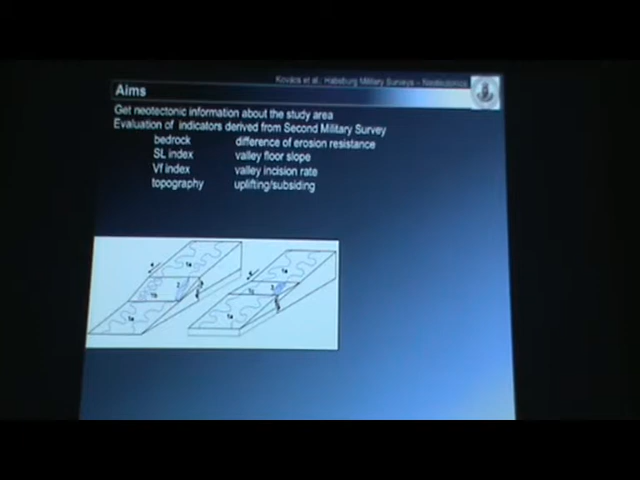 Kovács et al.: Habsburg Military Surveys – Neotectonics
Aims
Get neotectonic information about the study area
Evaluation of indicators derived from Second Military Survey
bedrock difference of erosion resistance
SL index valley floor slope
Vf index valley incision rate
topography uplifting/subsiding